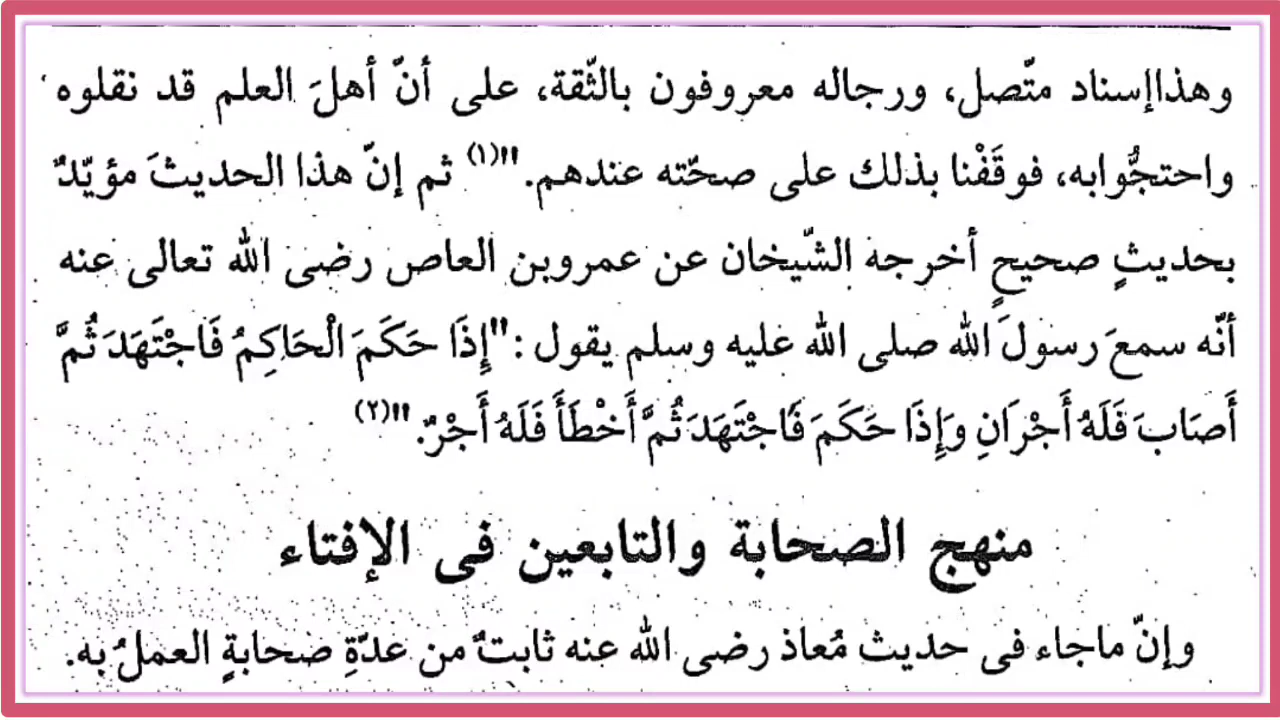 وهذاإسناد متّصل، ورجاله معروفون بالثّقة، على أنّ أهلَ العلم قد نقلوه
واحتجُّوابه، فوقَفْنا بذلك على صحّته عندهم."(١) ثم إنّ هذا الحديثَ مؤيّدٌ
بحديثٍ صحيحٍ أخرجه الشّيخان عن عمروبن العاص رضى الله تعالى عنه
أنّه سمعَ رسولَ الله صلى الله عليه وسلم يقول :"إِذَا حَكَمَ الْحَاكِمُ فَاجْتَهَدَ ثُمَّ
أَصَابَ فَلَهُ أَجْرَانِ وَإِذَا حَكَمَ فَاجْتَهَدَ ثُمَّ أَخْطَأَ فَلَهُ أَجْرٌ."(٢)
منهج الصحابة والتابعين فى الإفتاء
وإنّ ماجاء فى حديث مُعاذ رضى الله عنه ثابتٌ من عدّةِ صحابةٍ العملُ به.